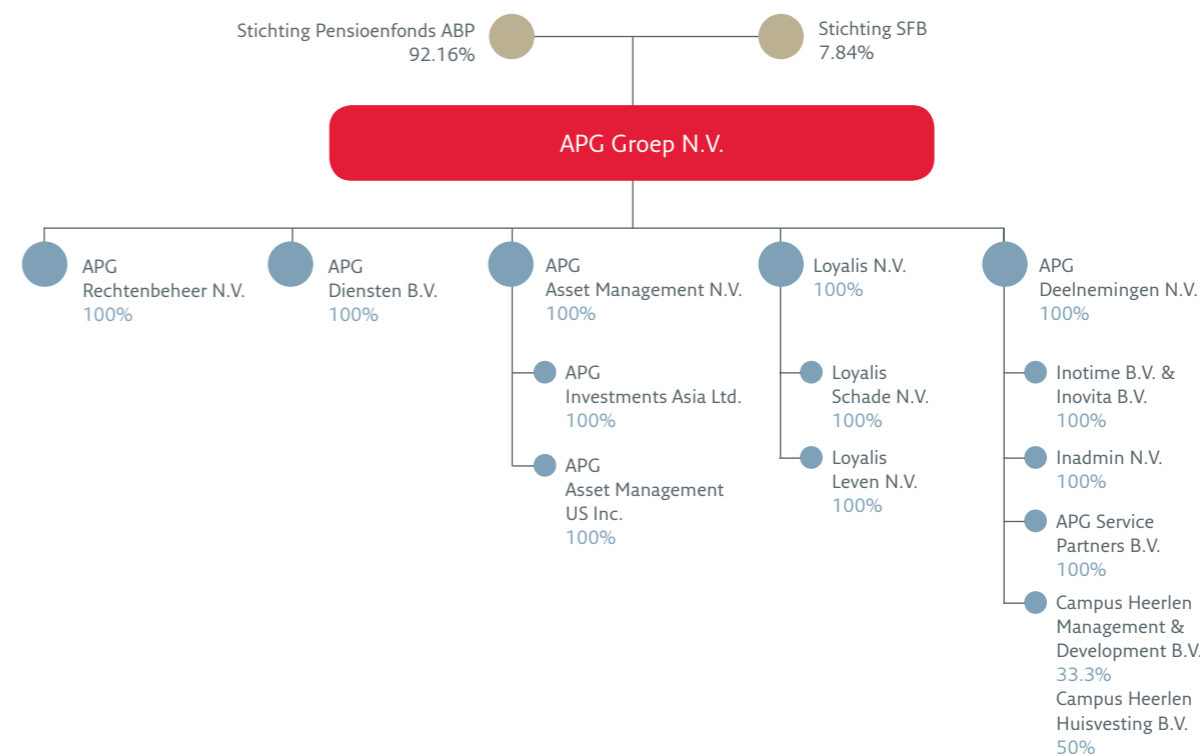 Stichting Pensioenfonds ABP
92.16%
Stichting SFB
7.84%
APG Groep N.V.
APG
Rechtenbeheer N.V.
100%
APG
Diensten B.V.
100%
APG
Asset Management N.V.
100%
APG
Investments Asia Ltd.
100%
APG
Asset Management
US Inc.
100%
Loyalis N.V.
100%
Loyalis
Schade N.V.
100%
Loyalis
Leven N.V.
100%
APG
Deelnemingen N.V.
100%
Inotime B.V. &
Inovita B.V.
100%
Inadmin N.V.
100%
APG Service
Partners B.V.
100%
Campus Heerlen
Management &
Development B.V.
33.3%
Campus Heerlen
Huisvesting B.V.
50%